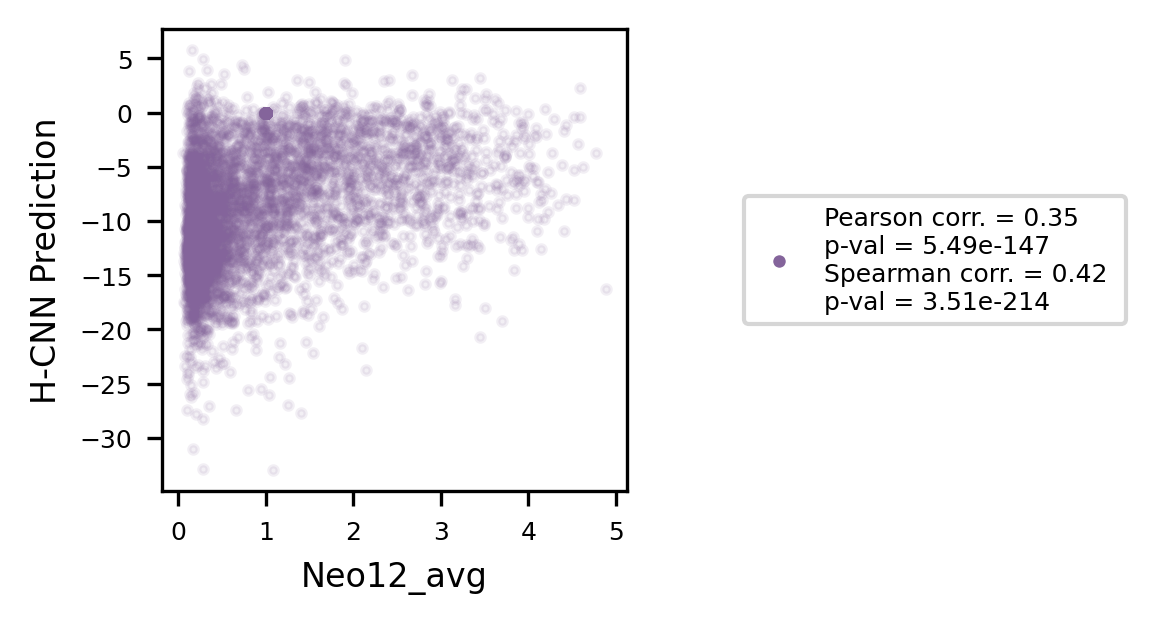 5
0
−5
−10
−15
−20
−25
−30
H-CNN Prediction
0 1 2 3 4 5
Neo12_avg
Pearson corr. = 0.35
p-val = 5.49e-147
Spearman corr. = 0.42
p-val = 3.51e-214